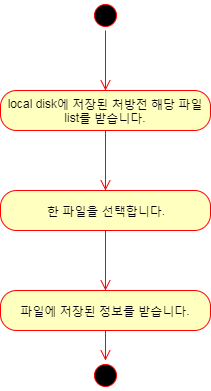 local disk에 저장된 처방전 해당 파일
list를 받습니다.
한 파일을 선택합니다.
파일에 저장된 정보를 받습니다.